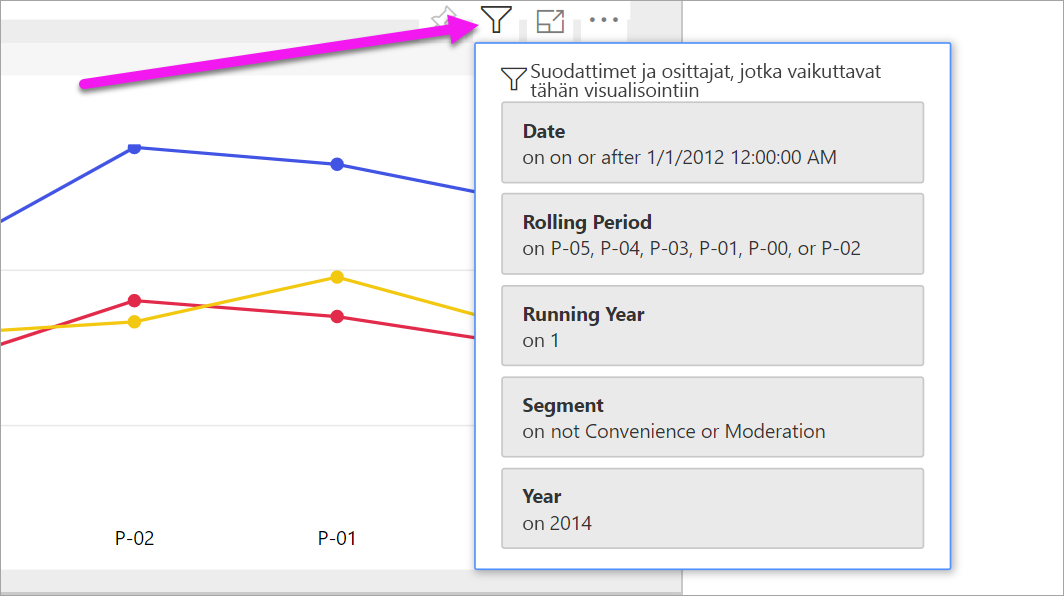 Suodattimet ja osittajat, jotka vaikuttavat
tähän visualisointiin
Date
on on or after 1/1/2012 12:00:00 AM
Rolling Period
on P-05, P-04, P-03, P-01, P-00, or P-02
Running Year
on 1
Segment
on not Convenience or Moderation
Year
on 2014
P-02
P-01